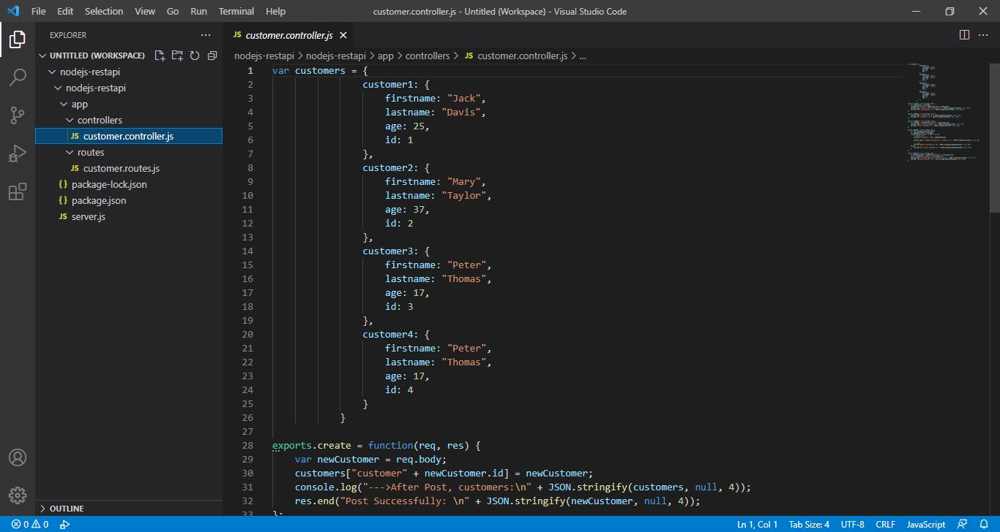 File Edit Selection View Go Run Terminal Help customer.controller.js - Untitled (Workspace) - Visual Studio Code
EXPLORER
UNTITLED (WORKSPACE)
nodejs-restapi
nodejs-restapi
app
controllers
JS customer.controller.js
routes
JS customer.routes.js
{} package-lock.json
{} package.json
JS server.js
OUTLINE
JS customer.controller.js
nodejs-restapi > nodejs-restapi > app > controllers > JS customer.controller.js > ...
1 var customers = {
2 customer1: {
3 firstname: "Jack",
4 lastname: "Davis",
5 age: 25,
6 id: 1
7 },
8 customer2: {
9 firstname: "Mary",
10 lastname: "Taylor",
11 age: 37,
12 id: 2
13 },
14 customer3: {
15 firstname: "Peter",
16 lastname: "Thomas",
17 age: 17,
18 id: 3
19 },
20 customer4: {
21 firstname: "Peter",
22 lastname: "Thomas",
23 age: 17,
24 id: 4
25 }
26 }
27
28 exports.create = function(req, res) {
29 var newCustomer = req.body;
30 customers["customer" + newCustomer.id] = newCustomer;
31 console.log("--->After Post, customers:\n" + JSON.stringify(customers, null, 4));
32 res.end("Post Successfully: \n" + JSON.stringify(newCustomer, null, 4));
33 };
0 0 Ln 1, Col 1 Tab Size: 4 UTF-8 CRLF JavaScript